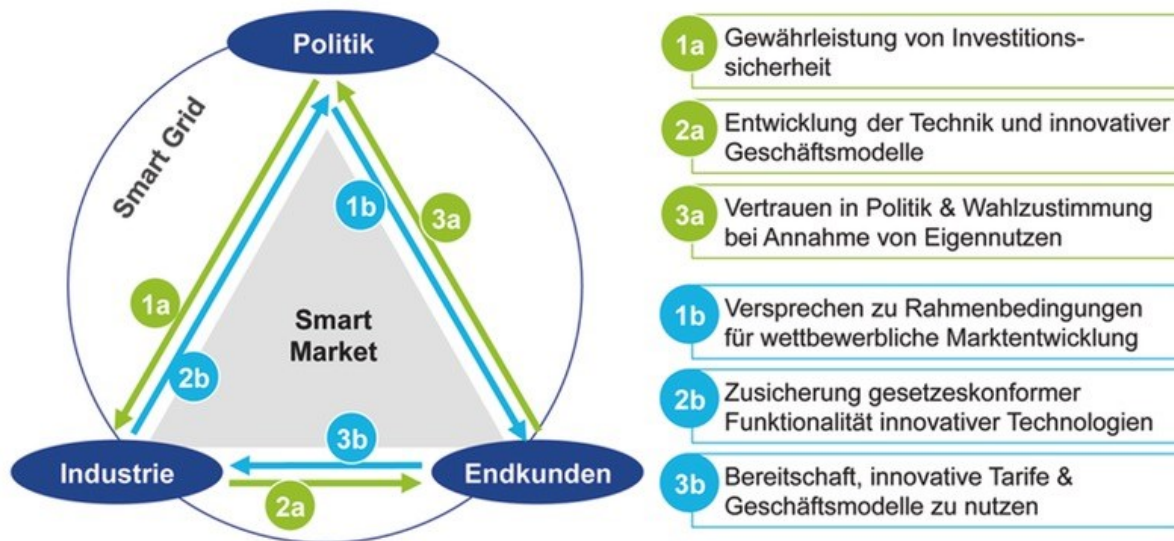 Politik
Smart Grid
1b
3a
1a
Smart
Market
2b
3b
Industrie
Endkunden
2a
1a
Gewährleistung von Investitions-
sicherheit
2a
Entwicklung der Technik und innovativer
Geschäftsmodelle
3a
Vertrauen in Politik & Wahlzustimmung
bei Annahme von Eigennutzen
1b
Versprechen zu Rahmenbedingungen
für wettbewerbliche Marktentwicklung
2b
Zusicherung gesetzeskonformer
Funktionalität innovativer Technologien
3b
Bereitschaft, innovative Tarife &
Geschäftsmodelle zu nutzen